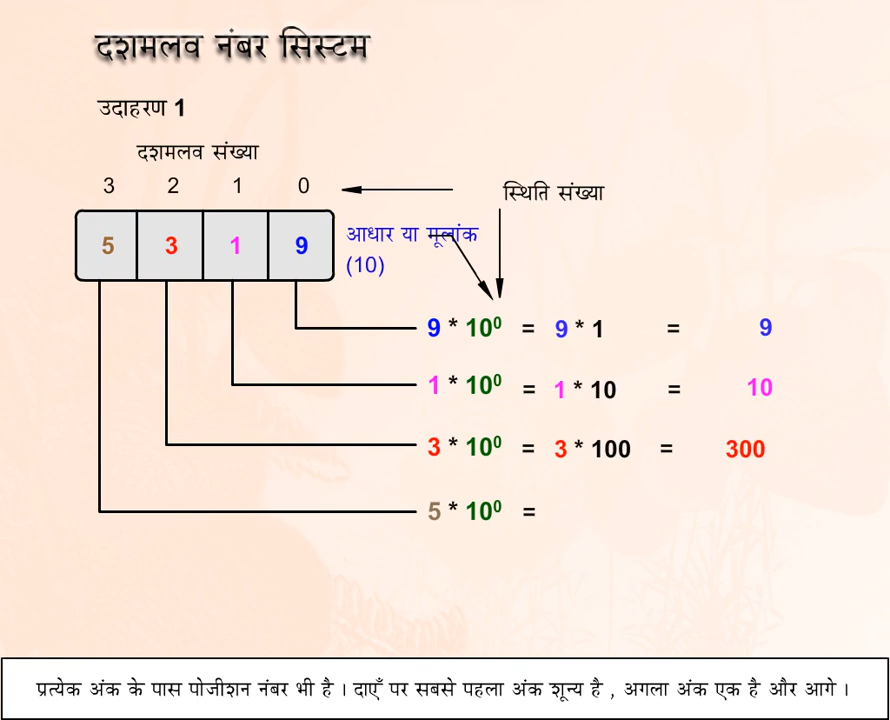 दशमलव नंबर सिस्टम
उदाहरण 1
दशमलव संख्या
3 2 1 0
स्थिति संख्या
5 3 1 9
आधार या मूलांक
(10)
9 * 10⁰ = 9 * 1 = 9
1 * 10⁰ = 1 * 10 = 10
3 * 10⁰ = 3 * 100 = 300
5 * 10⁰ =
प्रत्येक अंक के पास पोजीशन नंबर भी है । दाएँ पर सबसे पहला अंक शून्य है , अगला अंक एक है और आगे ।